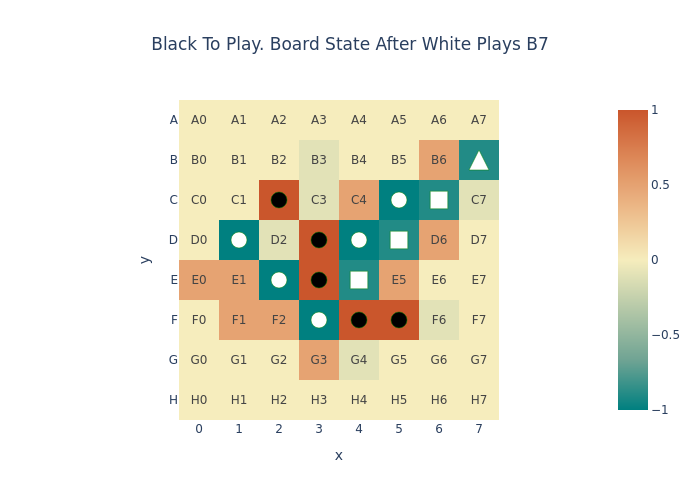 Black To Play. Board State After White Plays B7
A A0 A1 A2 A3 A4 A5 A6 A7
B B0 B1 B2 B3 B4 B5 B6
C C0 C1 C3 C4 C7
D D0 D2 D6 D7
E E0 E1 E5 E6 E7
F F0 F1 F2 F6 F7
G G0 G1 G2 G3 G4 G5 G6 G7
H H0 H1 H2 H3 H4 H5 H6 H7
0 1 2 3 4 5 6 7
x
y
1
0.5
0
−0.5
−1